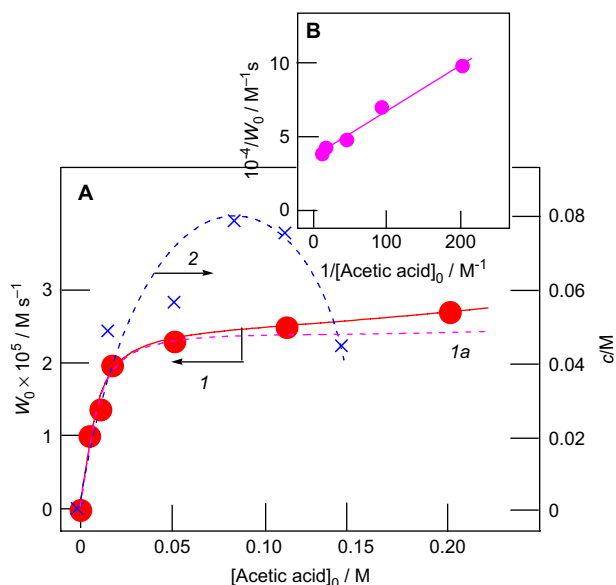 B
10
5
0
10⁻⁴/W₀ / M⁻¹s
0 100 200
1/[Acetic acid]₀ / M⁻¹
A
3
2
1
0
W₀ × 10⁵ / M s⁻¹
2
1
1a
0.08
0.06
0.04
0.02
0
c/M
0 0.05 0.10 0.15 0.20
[Acetic acid]₀ / M